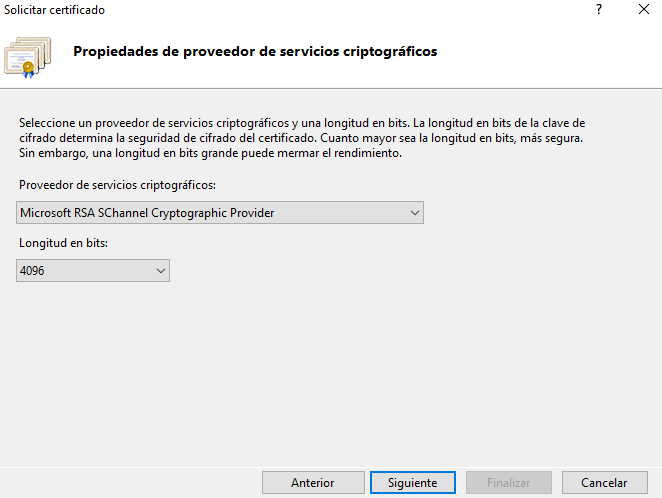 Solicitar certificado
?
Propiedades de proveedor de servicios criptográficos
Seleccione un proveedor de servicios criptográficos y una longitud en bits. La longitud en bits de la clave de
cifrado determina la seguridad de cifrado del certificado. Cuanto mayor sea la longitud en bits, más segura.
Sin embargo, una longitud en bits grande puede mermar el rendimiento.
Proveedor de servicios criptográficos:
Microsoft RSA SChannel Cryptographic Provider
Longitud en bits:
4096
Anterior Siguiente Finalizar Cancelar